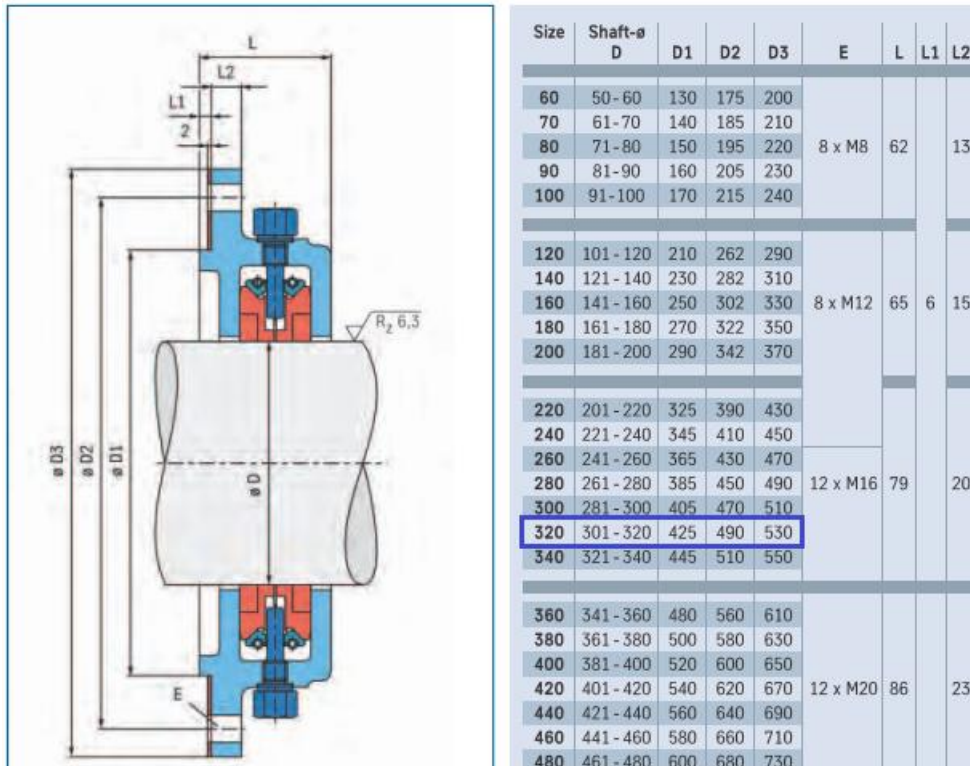 L
L2
L1
2
R_Z 6,3
ø D3
ø D2
ø D1
ø D
E
Size Shaft-ø D D1 D2 D3 E L L1 L2
60 50-60 130 175 200
70 61-70 140 185 210
80 71-80 150 195 220 8 x M8 62 13
90 81-90 160 205 230
100 91-100 170 215 240
120 101-120 210 262 290
140 121-140 230 282 310
160 141-160 250 302 330 8 x M12 65 6 15
180 161-180 270 322 350
200 181-200 290 342 370
220 201-220 325 390 430
240 221-240 345 410 450
260 241-260 365 430 470
280 261-280 385 450 490 12 x M16 79 20
300 281-300 405 470 510
320 301-320 425 490 530
340 321-340 445 510 550
360 341-360 480 560 610
380 361-380 500 580 630
400 381-400 520 600 650
420 401-420 540 620 670 12 x M20 86 23
440 421-440 560 640 690
460 441-460 580 660 710
480 461-480 600 680 730